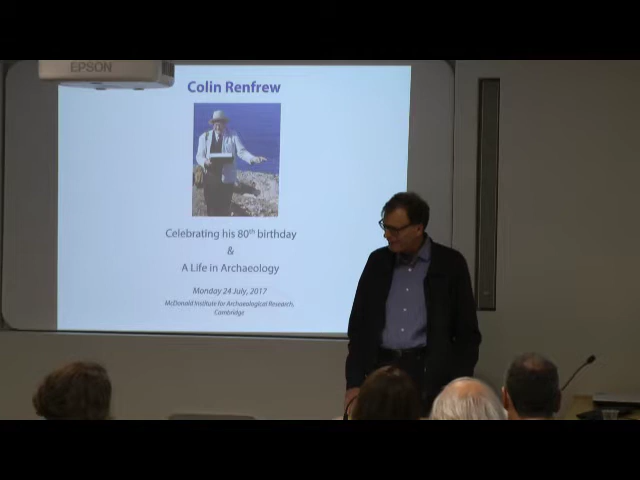 EPSON
Colin Renfrew
Celebrating his 80th birthday
&
A Life in Archaeology
Monday 24 July, 2017
McDonald Institute for Archaeological Research,
Cambridge